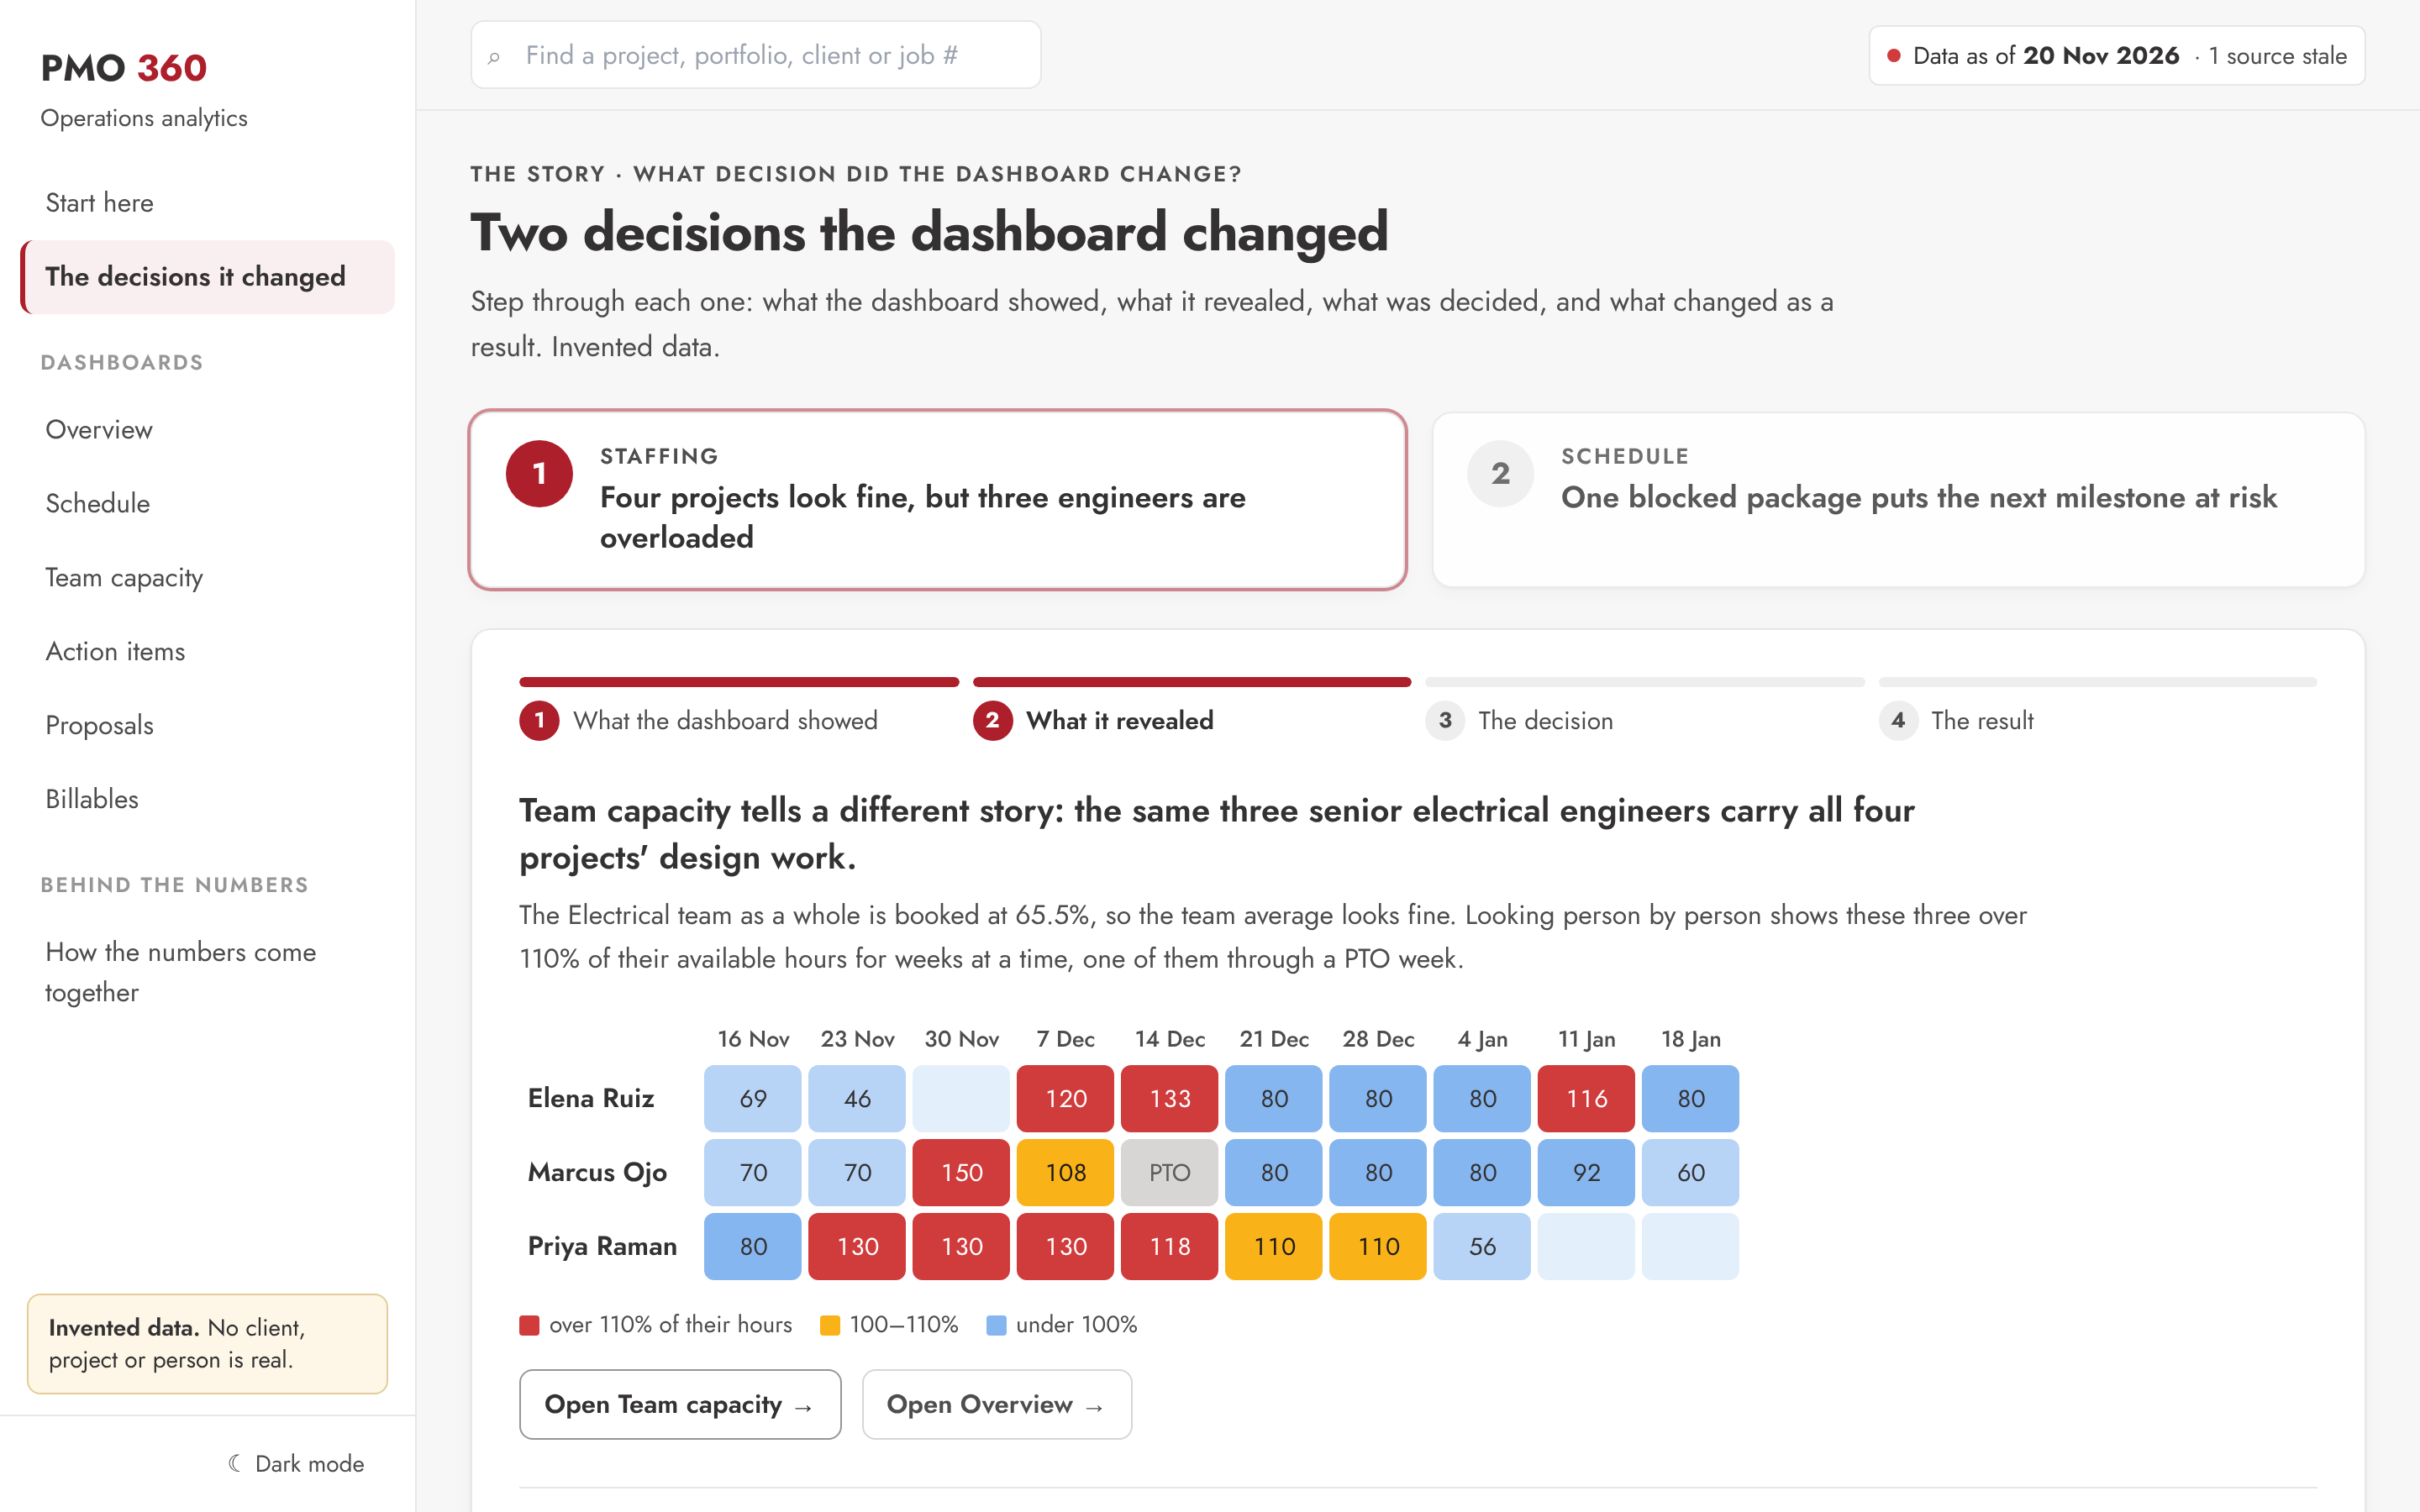 PMO 360
Operations analytics
Start here
The decisions it changed
DASHBOARDS
Overview
Schedule
Team capacity
Action items
Proposals
Billables
BEHIND THE NUMBERS
How the numbers come
together
Invented data. No client,
project or person is real.
☾ Dark mode
Find a project, portfolio, client or job #
Data as of 20 Nov 2026 · 1 source stale
THE STORY · WHAT DECISION DID THE DASHBOARD CHANGE?
Two decisions the dashboard changed
Step through each one: what the dashboard showed, what it revealed, what was decided, and what changed as a
result. Invented data.
1
STAFFING
Four projects look fine, but three engineers are
overloaded
2
SCHEDULE
One blocked package puts the next milestone at risk
1 What the dashboard showed
2 What it revealed
3 The decision
4 The result
Team capacity tells a different story: the same three senior electrical engineers carry all four
projects' design work.
The Electrical team as a whole is booked at 65.5%, so the team average looks fine. Looking person by person shows these three over
110% of their available hours for weeks at a time, one of them through a PTO week.
16 Nov 23 Nov 30 Nov 7 Dec 14 Dec 21 Dec 28 Dec 4 Jan 11 Jan 18 Jan
Elena Ruiz 69 46 120 133 80 80 80 116 80
Marcus Ojo 70 70 150 108 PTO 80 80 80 92 60
Priya Raman 80 130 130 130 118 110 110 56
over 110% of their hours 100–110% under 100%
Open Team capacity → Open Overview →